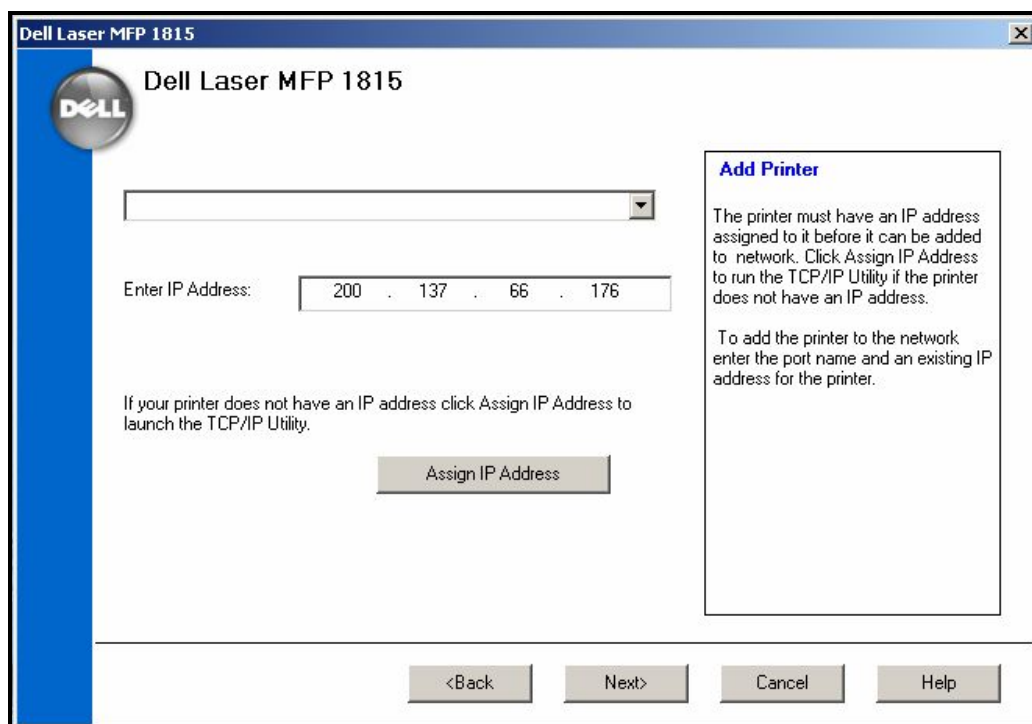 Dell Laser MFP 1815
DELL
Dell Laser MFP 1815
Enter IP Address:
200 . 137 . 66 . 176
If your printer does not have an IP address click Assign IP Address to
launch the TCP/IP Utility.
Assign IP Address
Add Printer
The printer must have an IP address
assigned to it before it can be added
to  network. Click Assign IP Address
to run the TCP/IP Utility if the printer
does not have an IP address.
To add the printer to the network
enter the port name and an existing IP
address for the printer.
<Back
Next>
Cancel
Help